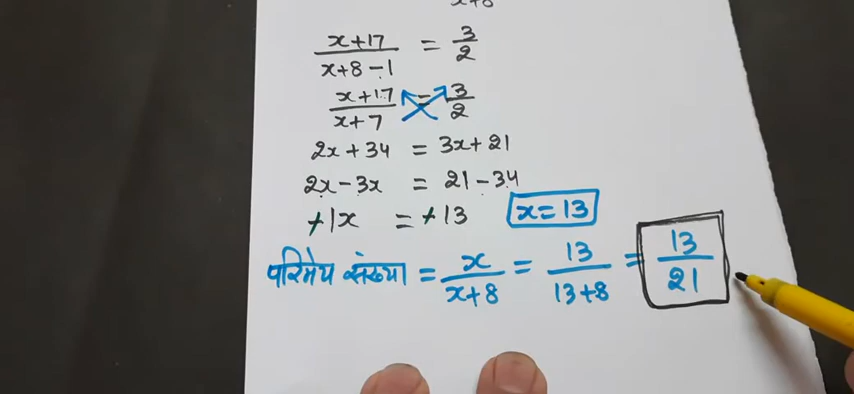 x+8
x+17 / x+8-1 = 3/2
x+17 / x+7 = 3/2
2x+34 = 3x+21
2x-3x = 21-34
+1x = +13 x=13
परिमेय संख्या = x / x+8 = 13 / 13+8 = 13 / 21